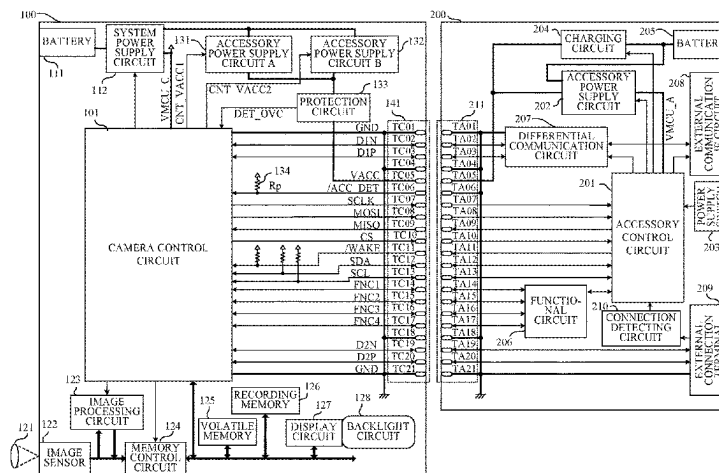 100
BATTERY
111
SYSTEM
POWER SUPPLY
CIRCUIT
112
VMCU_C
CNT_VACC1
131
ACCESSORY
POWER SUPPLY
CIRCUIT A
ACCESSORY
POWER SUPPLY
CIRCUIT B
132
CNT_VACC2
DET_OVC
PROTECTION
CIRCUIT
133
101
CAMERA CONTROL
CIRCUIT
134
Rp
141
GND TC01
D1N TC02
D1P TC03
TC04
VACC TC05
/ACC_DET TC06
SCLK TC07
MOSI TC08
MISO TC09
CS TC10
/WAKE TC11
SDA TC12
SCL TC13
FNC1 TC14
FNC2 TC15
FNC3 TC16
FNC4 TC17
TC18
D2N TC19
D2P TC20
GND TC21
123
IMAGE
PROCESSING
CIRCUIT
121
122
IMAGE
SENSOR
124
MEMORY
CONTROL
CIRCUIT
125
VOLATILE
MEMORY
RECORDING
MEMORY
126
127
DISPLAY
CIRCUIT
128
BACKLIGHT
CIRCUIT
200
211
TA01
TA02
TA03
TA04
TA05
TA06
TA07
TA08
TA09
TA10
TA11
TA12
TA13
TA14
TA15
TA16
TA17
TA18
TA19
TA20
TA21
204
CHARGING
CIRCUIT
205
ACCESSORY
POWER SUPPLY
CIRCUIT
202
207
DIFFERENTIAL
COMMUNICATION
CIRCUIT
VMCU_A
208
EXTERNAL
COMMUNICATION
201
ACCESSORY
CONTROL
CIRCUIT
POWER
SUPPLY
203
209
EXTERNAL
CONNECTION
TERMINAL
FUNCTIO-
NAL
CIRCUIT
206
210
CONNECTION
DETECTING
CIRCUIT